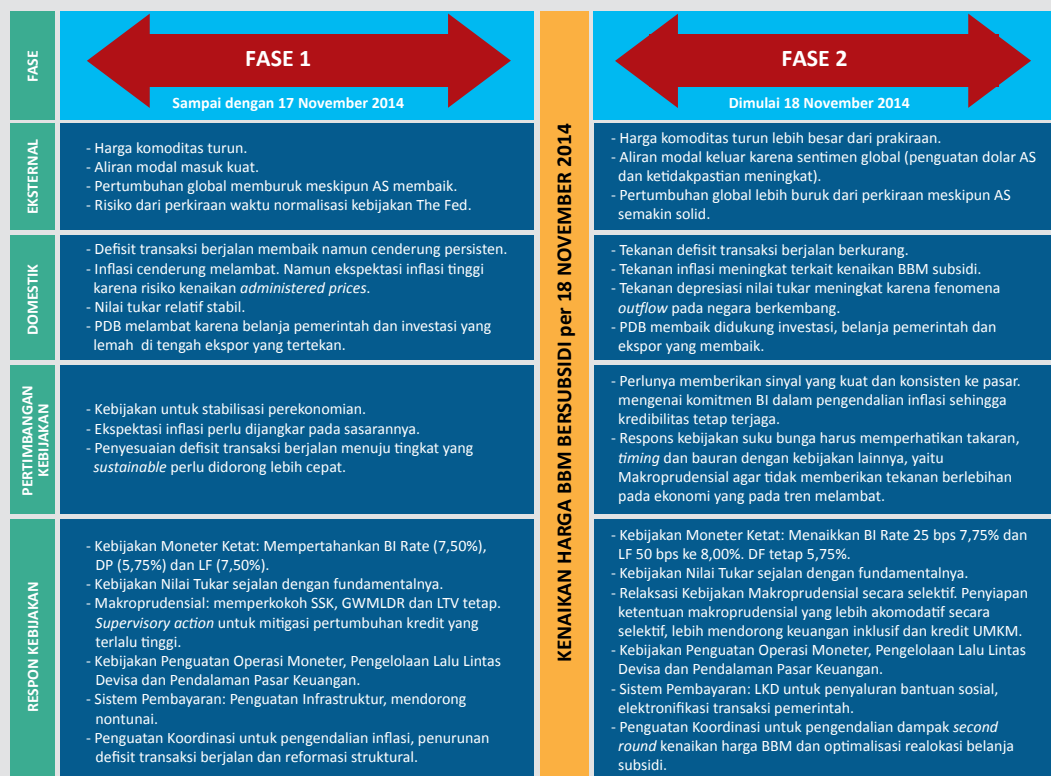 FASE
FASE 1
Sampai dengan 17 November 2014
FASE 2
Dimulai 18 November 2014
KENAIKAN HARGA BBM BERSUBSIDI per 18 NOVEMBER 2014
EKSTERNAL
- Harga komoditas turun.
- Aliran modal masuk kuat.
- Pertumbuhan global memburuk meskipun AS membaik.
- Risiko dari perkiraan waktu normalisasi kebijakan The Fed.
- Harga komoditas turun lebih besar dari prakiraan.
- Aliran modal keluar karena sentimen global (penguatan dolar AS
dan ketidakpastian meningkat).
- Pertumbuhan global lebih buruk dari perkiraan meskipun AS
semakin solid.
DOMESTIK
- Defisit transaksi berjalan membaik namun cenderung persisten.
- Inflasi cenderung melambat. Namun ekspektasi inflasi tinggi
karena risiko kenaikan administered prices.
- Nilai tukar relatif stabil.
- PDB melambat karena belanja pemerintah dan investasi yang
lemah di tengah ekspor yang tertekan.
- Tekanan defisit transaksi berjalan berkurang.
- Tekanan inflasi meningkat terkait kenaikan BBM subsidi.
- Tekanan depresiasi nilai tukar meningkat karena fenomena
outflow pada negara berkembang.
- PDB membaik didukung investasi, belanja pemerintah dan
ekspor yang membaik.
PERTIMBANGAN
KEBIJAKAN
- Kebijakan untuk stabilisasi perekonomian.
- Ekspektasi inflasi perlu dijangkar pada sasarannya.
- Penyesuaian defisit transaksi berjalan menuju tingkat yang
sustainable perlu didorong lebih cepat.
- Perlunya memberikan sinyal yang kuat dan konsisten ke pasar.
mengenai komitmen BI dalam pengendalian inflasi sehingga
kredibilitas tetap terjaga.
- Respons kebijakan suku bunga harus memperhatikan takaran,
timing dan bauran dengan kebijakan lainnya, yaitu
Makroprudensial agar tidak memberikan tekanan berlebihan
pada ekonomi yang pada tren melambat.
RESPON KEBIJAKAN
- Kebijakan Moneter Ketat: Mempertahankan BI Rate (7,50%),
DP (5,75%) dan LF (7,50%).
- Kebijakan Nilai Tukar sejalan dengan fundamentalnya.
- Makroprudensial: memperkokoh SSK, GWMLDR dan LTV tetap.
Supervisory action untuk mitigasi pertumbuhan kredit yang
terlalu tinggi.
- Kebijakan Penguatan Operasi Moneter, Pengelolaan Lalu Lintas
Devisa dan Pendalaman Pasar Keuangan.
- Sistem Pembayaran: Penguatan Infrastruktur, mendorong
nontunai.
- Penguatan Koordinasi untuk pengendalian inflasi, penurunan
defisit transaksi berjalan dan reformasi struktural.
- Kebijakan Moneter Ketat: Menaikkan BI Rate 25 bps 7,75% dan
LF 50 bps ke 8,00%. DF tetap 5,75%.
- Kebijakan Nilai Tukar sejalan dengan fundamentalnya.
- Relaksasi Kebijakan Makroprudensial secara selektif. Penyiapan
ketentuan makroprudensial yang lebih akomodatif secara
selektif, lebih mendorong keuangan inklusif dan kredit UMKM.
- Kebijakan Penguatan Operasi Moneter, Pengelolaan Lalu Lintas
Devisa dan Pendalaman Pasar Keuangan.
- Sistem Pembayaran: LKD untuk penyaluran bantuan sosial,
elektronifikasi transaksi pemerintah.
- Penguatan Koordinasi untuk pengendalian dampak second
round kenaikan harga BBM dan optimalisasi realokasi belanja
subsidi.